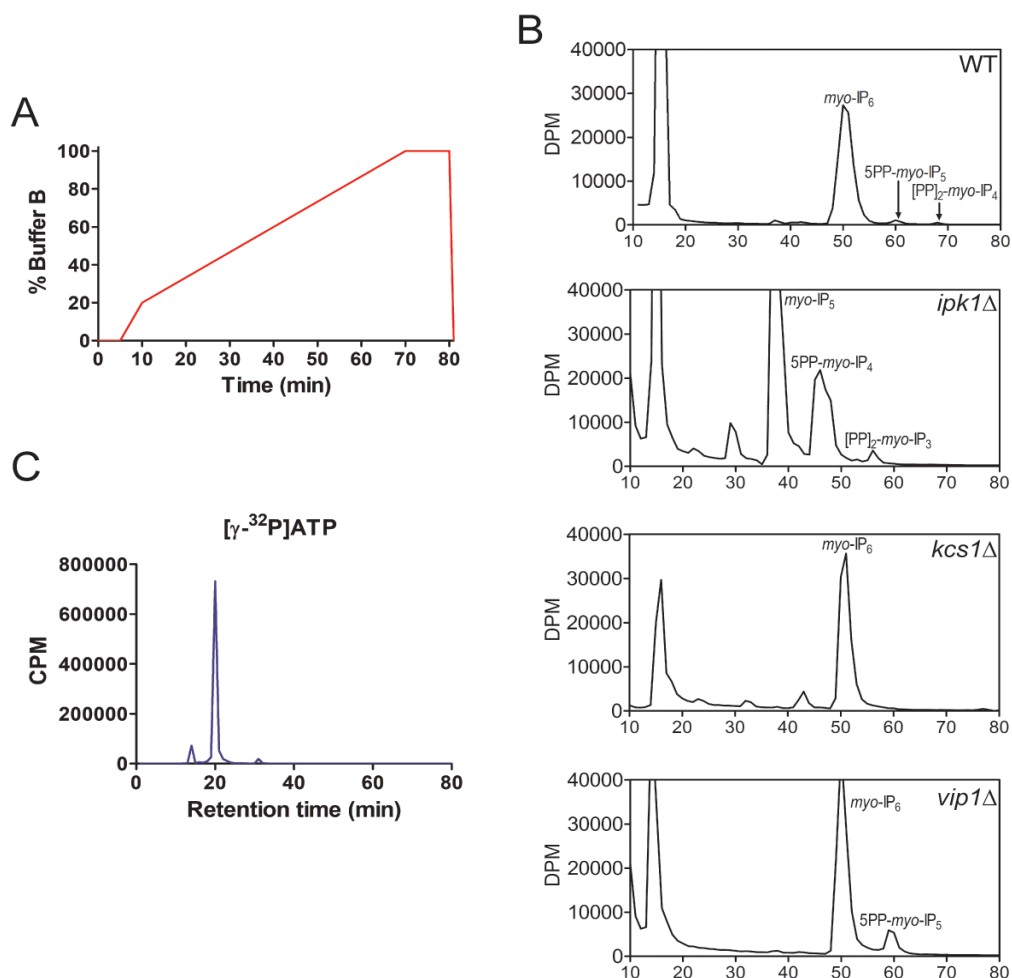 A
% Buffer B
100
80
60
40
20
0
0 10 20 30 40 50 60 70 80
Time (min)
C
[γ-³²P]ATP
CPM
800000
600000
400000
200000
0
0 20 40 60 80
Retention time (min)
B
WT
DPM
40000
30000
20000
10000
0
myo-IP₆
5PP-myo-IP₅
[PP]₂-myo-IP₄
10 20 30 40 50 60 70 80
ipk1Δ
DPM
40000
30000
20000
10000
0
myo-IP₅
5PP-myo-IP₄
[PP]₂-myo-IP₃
10 20 30 40 50 60 70 80
kcs1Δ
DPM
40000
30000
20000
10000
0
myo-IP₆
10 20 30 40 50 60 70 80
vip1Δ
DPM
40000
30000
20000
10000
0
myo-IP₆
5PP-myo-IP₅
10 20 30 40 50 60 70 80